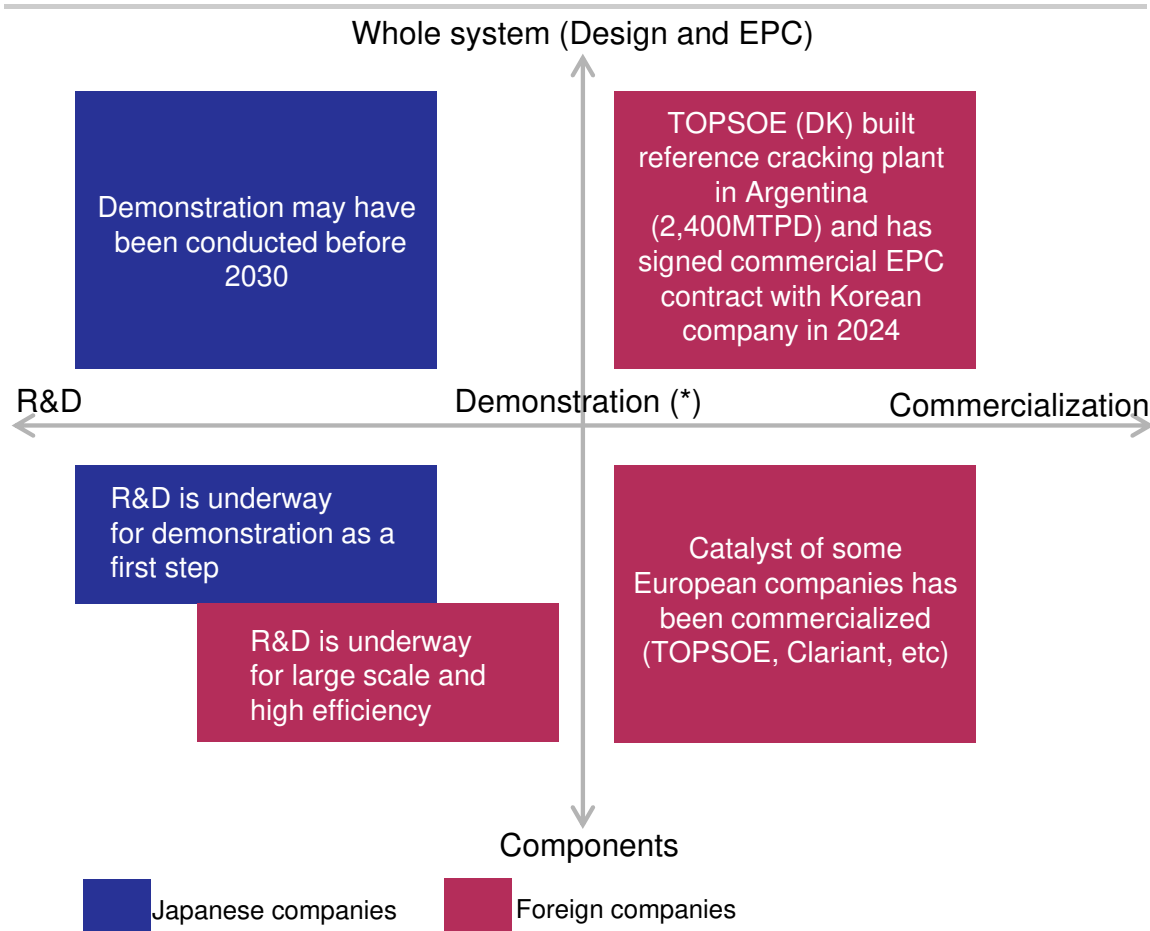 Whole system (Design and EPC)
Demonstration may have
been conducted before
2030
TOPSOE (DK) built
reference cracking plant
in Argentina
(2,400MTPD) and has
signed commercial EPC
contract with Korean
company in 2024
R&D
Demonstration (*)
Commercialization
R&D is underway
for demonstration as a
first step
R&D is underway
for large scale and
high efficiency
Catalyst of some
European companies has
been commercialized
(TOPSOE, Clariant, etc)
Components
Japanese companies
Foreign companies